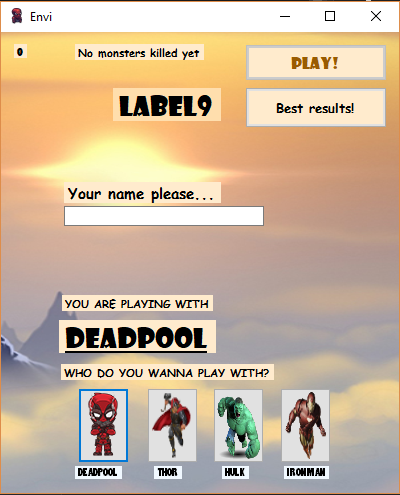 Envi
0
No monsters killed yet
PLAY!
LABEL9
Best results!
Your name please...
YOU ARE PLAYING WITH
DEADPOOL
WHO DO YOU WANNA PLAY WITH?
DEADPOOL THOR HULK IRONMAN